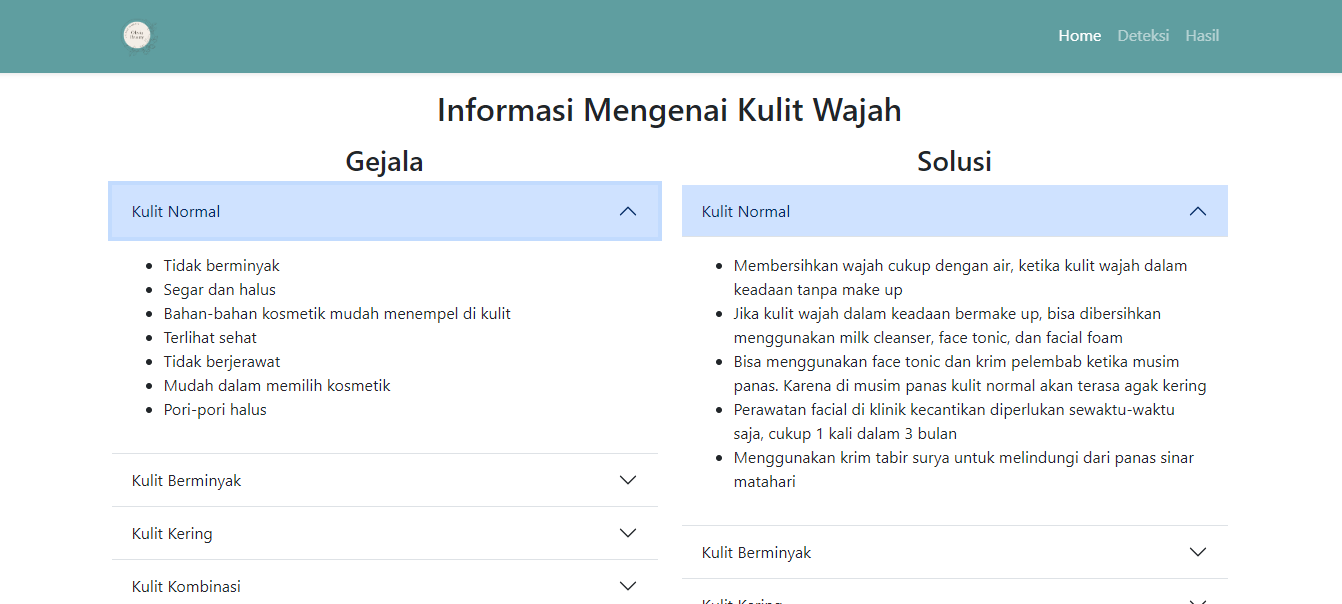 Home Deteksi Hasil
Informasi Mengenai Kulit Wajah
Gejala
Kulit Normal
Tidak berminyak
Segar dan halus
Bahan-bahan kosmetik mudah menempel di kulit
Terlihat sehat
Tidak berjerawat
Mudah dalam memilih kosmetik
Pori-pori halus
Kulit Berminyak
Kulit Kering
Kulit Kombinasi
Solusi
Kulit Normal
Membersihkan wajah cukup dengan air, ketika kulit wajah dalam
keadaan tanpa make up
Jika kulit wajah dalam keadaan bermake up, bisa dibersihkan
menggunakan milk cleanser, face tonic, dan facial foam
Bisa menggunakan face tonic dan krim pelembab ketika musim
panas. Karena di musim panas kulit normal akan terasa agak kering
Perawatan facial di klinik kecantikan diperlukan sewaktu-waktu
saja, cukup 1 kali dalam 3 bulan
Menggunakan krim tabir surya untuk melindungi dari panas sinar
matahari
Kulit Berminyak
Kulit Kering